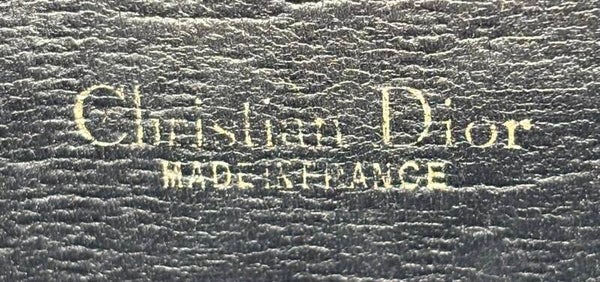 Christian Dior
MADE IN FRANCE